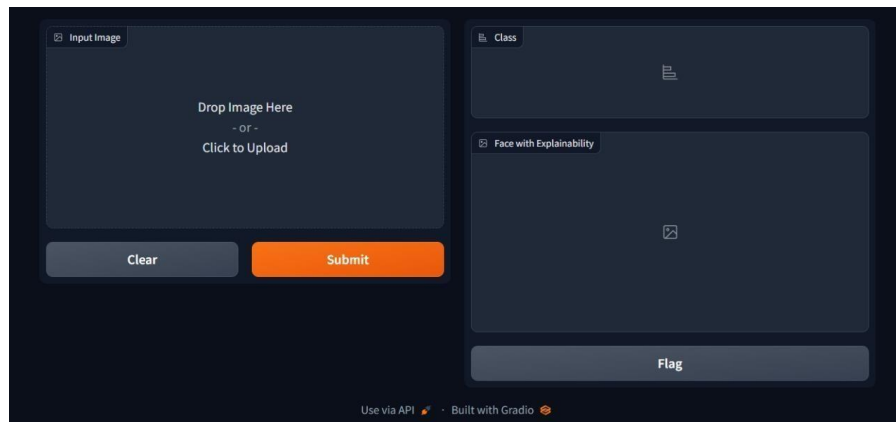 Input Image
Drop Image Here
- or -
Click to Upload
Clear
Submit
Class
Face with Explainability
Flag
Use via API · Built with Gradio